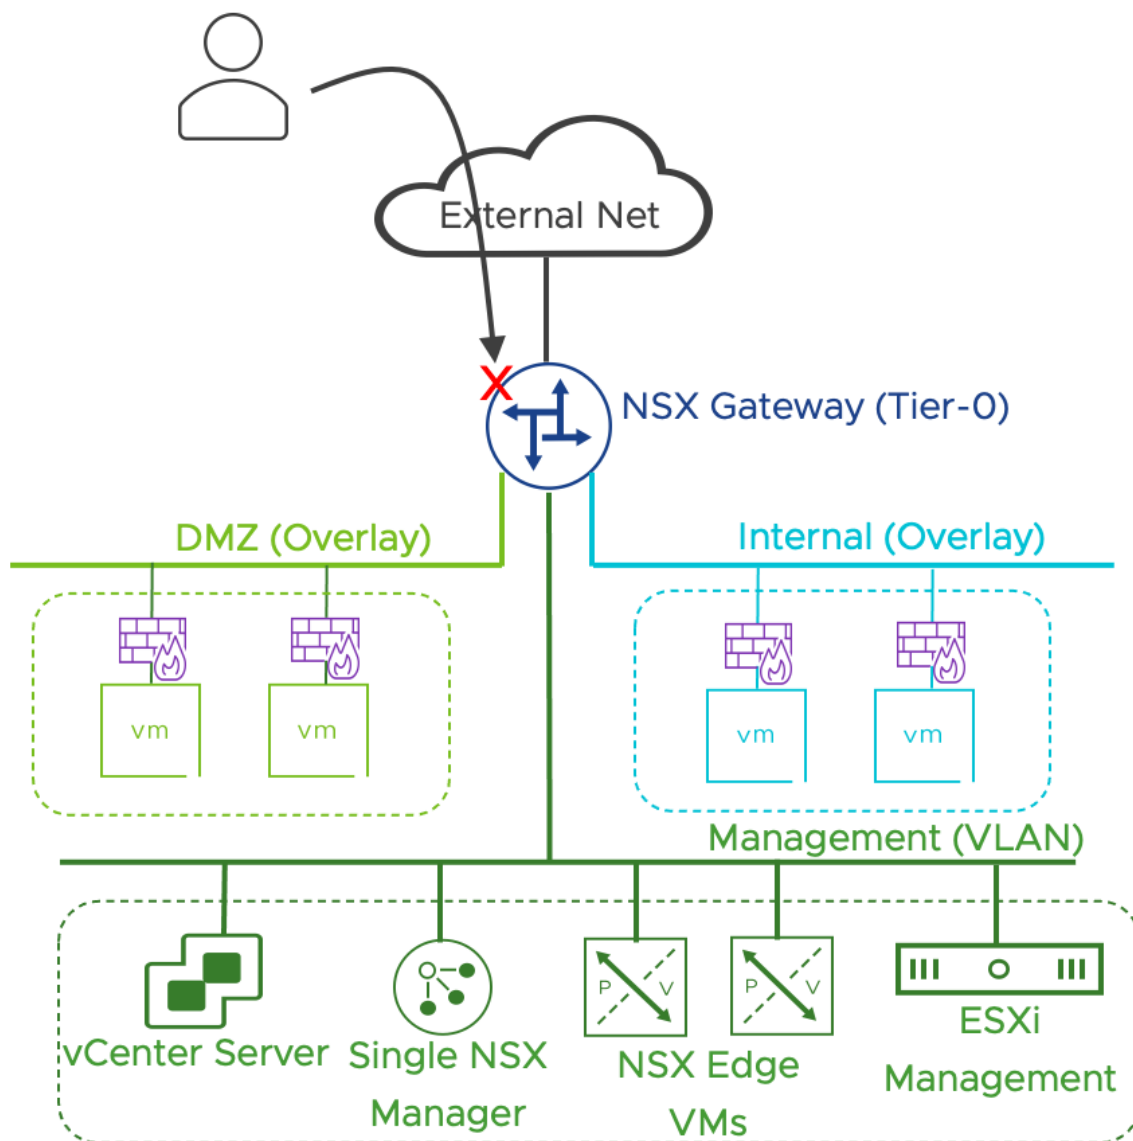 External Net
X
NSX Gateway (Tier-0)
DMZ (Overlay)
Internal (Overlay)
vm
vm
vm
vm
Management (VLAN)
P V
P V
vCenter Server
Single NSX
Manager
NSX Edge
VMs
ESXi
Management